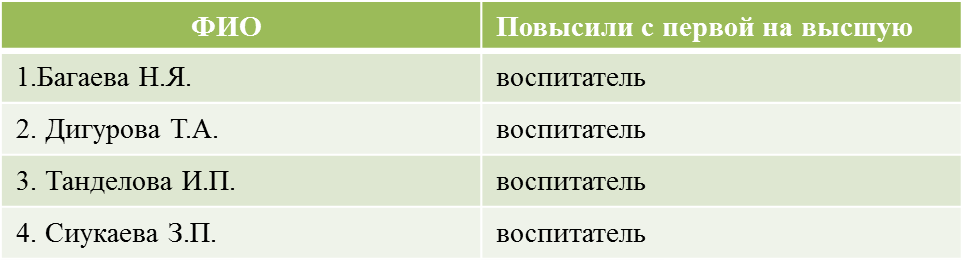 ФИО Повысили с первой на высшую
1.Багаева Н.Я. воспитатель
2. Дигурова Т.А. воспитатель
3. Танделова И.П. воспитатель
4. Сиукаева З.П. воспитатель